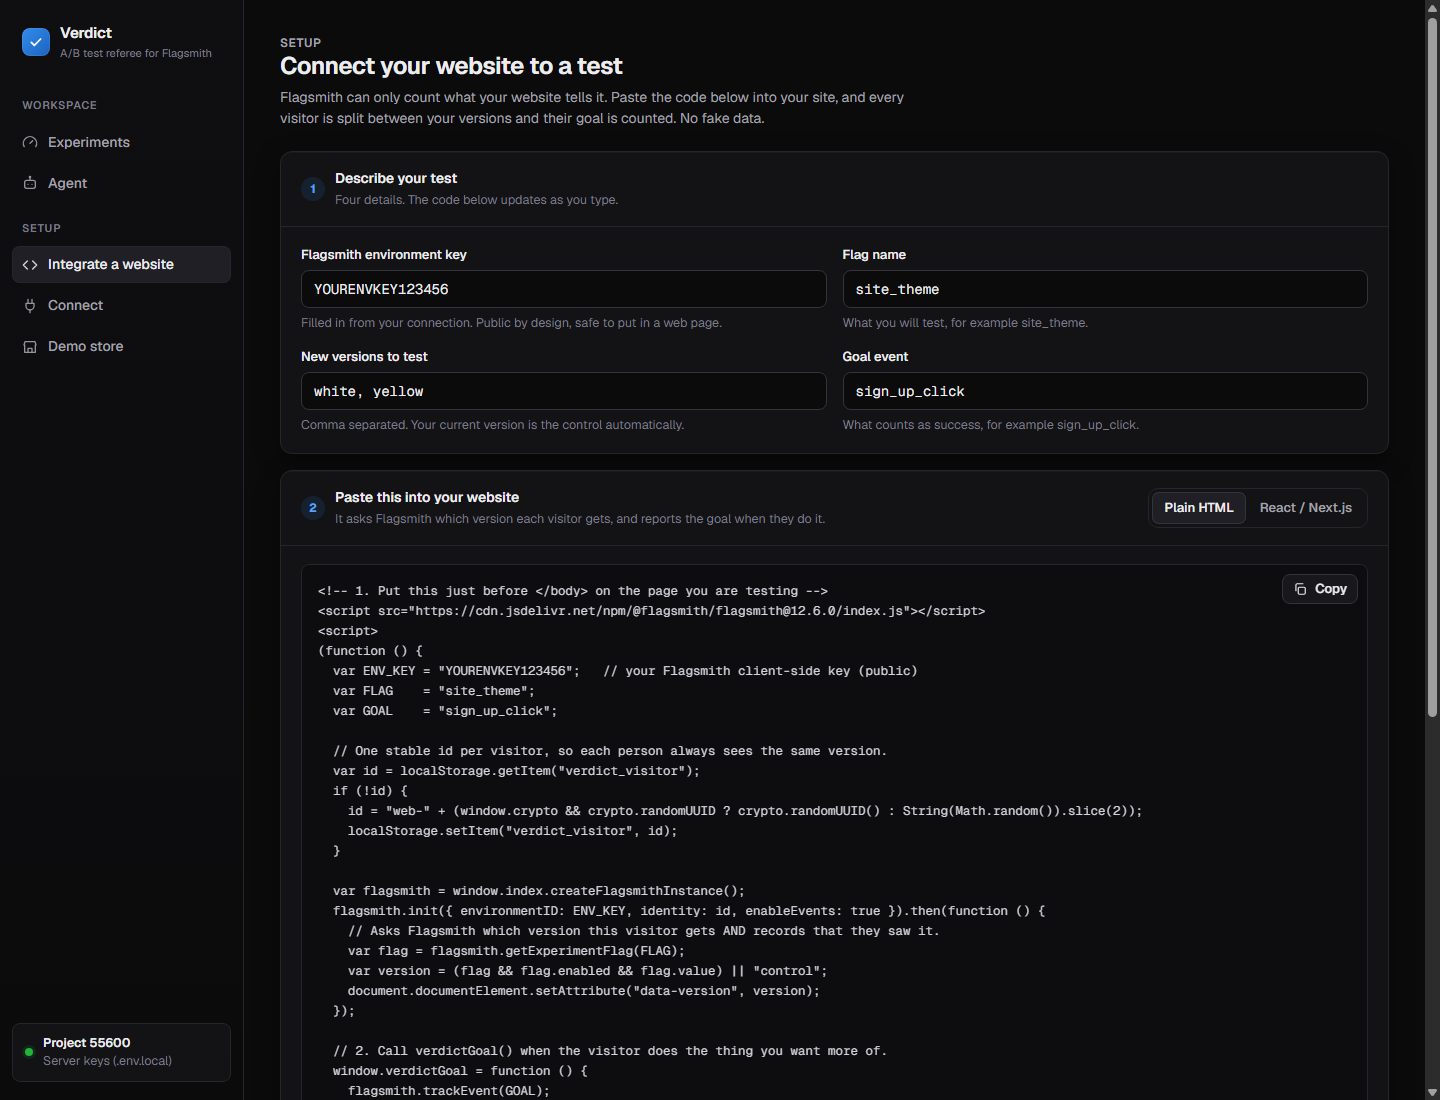 Verdict
A/B test referee for Flagsmith
WORKSPACE
Experiments
Agent
SETUP
Integrate a website
Connect
Demo store
Project 55600
Server keys (.env.local)
SETUP
Connect your website to a test
Flagsmith can only count what your website tells it. Paste the code below into your site, and every
visitor is split between your versions and their goal is counted. No fake data.
1
Describe your test
Four details. The code below updates as you type.
Flagsmith environment key
YOURENVKEY123456
Filled in from your connection. Public by design, safe to put in a web page.
Flag name
site_theme
What you will test, for example site_theme.
New versions to test
white, yellow
Comma separated. Your current version is the control automatically.
Goal event
sign_up_click
What counts as success, for example sign_up_click.
2
Paste this into your website
It asks Flagsmith which version each visitor gets, and reports the goal when they do it.
Plain HTML
React / Next.js
Copy
<!-- 1. Put this just before </body> on the page you are testing -->
<script src="https://cdn.jsdelivr.net/npm/@flagsmith/flagsmith@12.6.0/index.js"></script>
<script>
(function () {
  var ENV_KEY = "YOURENVKEY123456";   // your Flagsmith client-side key (public)
  var FLAG    = "site_theme";
  var GOAL    = "sign_up_click";
  // One stable id per visitor, so each person always sees the same version.
  var id = localStorage.getItem("verdict_visitor");
  if (!id) {
    id = "web-" + (window.crypto && crypto.randomUUID ? crypto.randomUUID() : String(Math.random()).slice(2));
    localStorage.setItem("verdict_visitor", id);
  }
  var flagsmith = window.index.createFlagsmithInstance();
  flagsmith.init({ environmentID: ENV_KEY, identity: id, enableEvents: true }).then(function () {
    // Asks Flagsmith which version this visitor gets AND records that they saw it.
    var flag = flagsmith.getExperimentFlag(FLAG);
    var version = (flag && flag.enabled && flag.value) || "control";
    document.documentElement.setAttribute("data-version", version);
  });
  // 2. Call verdictGoal() when the visitor does the thing you want more of.
  window.verdictGoal = function () {
    flagsmith.trackEvent(GOAL);